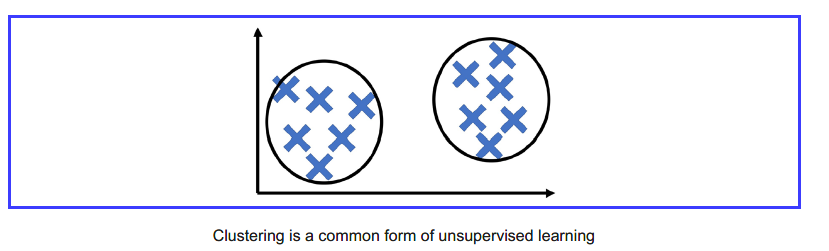 Clustering is a common form of unsupervised learning